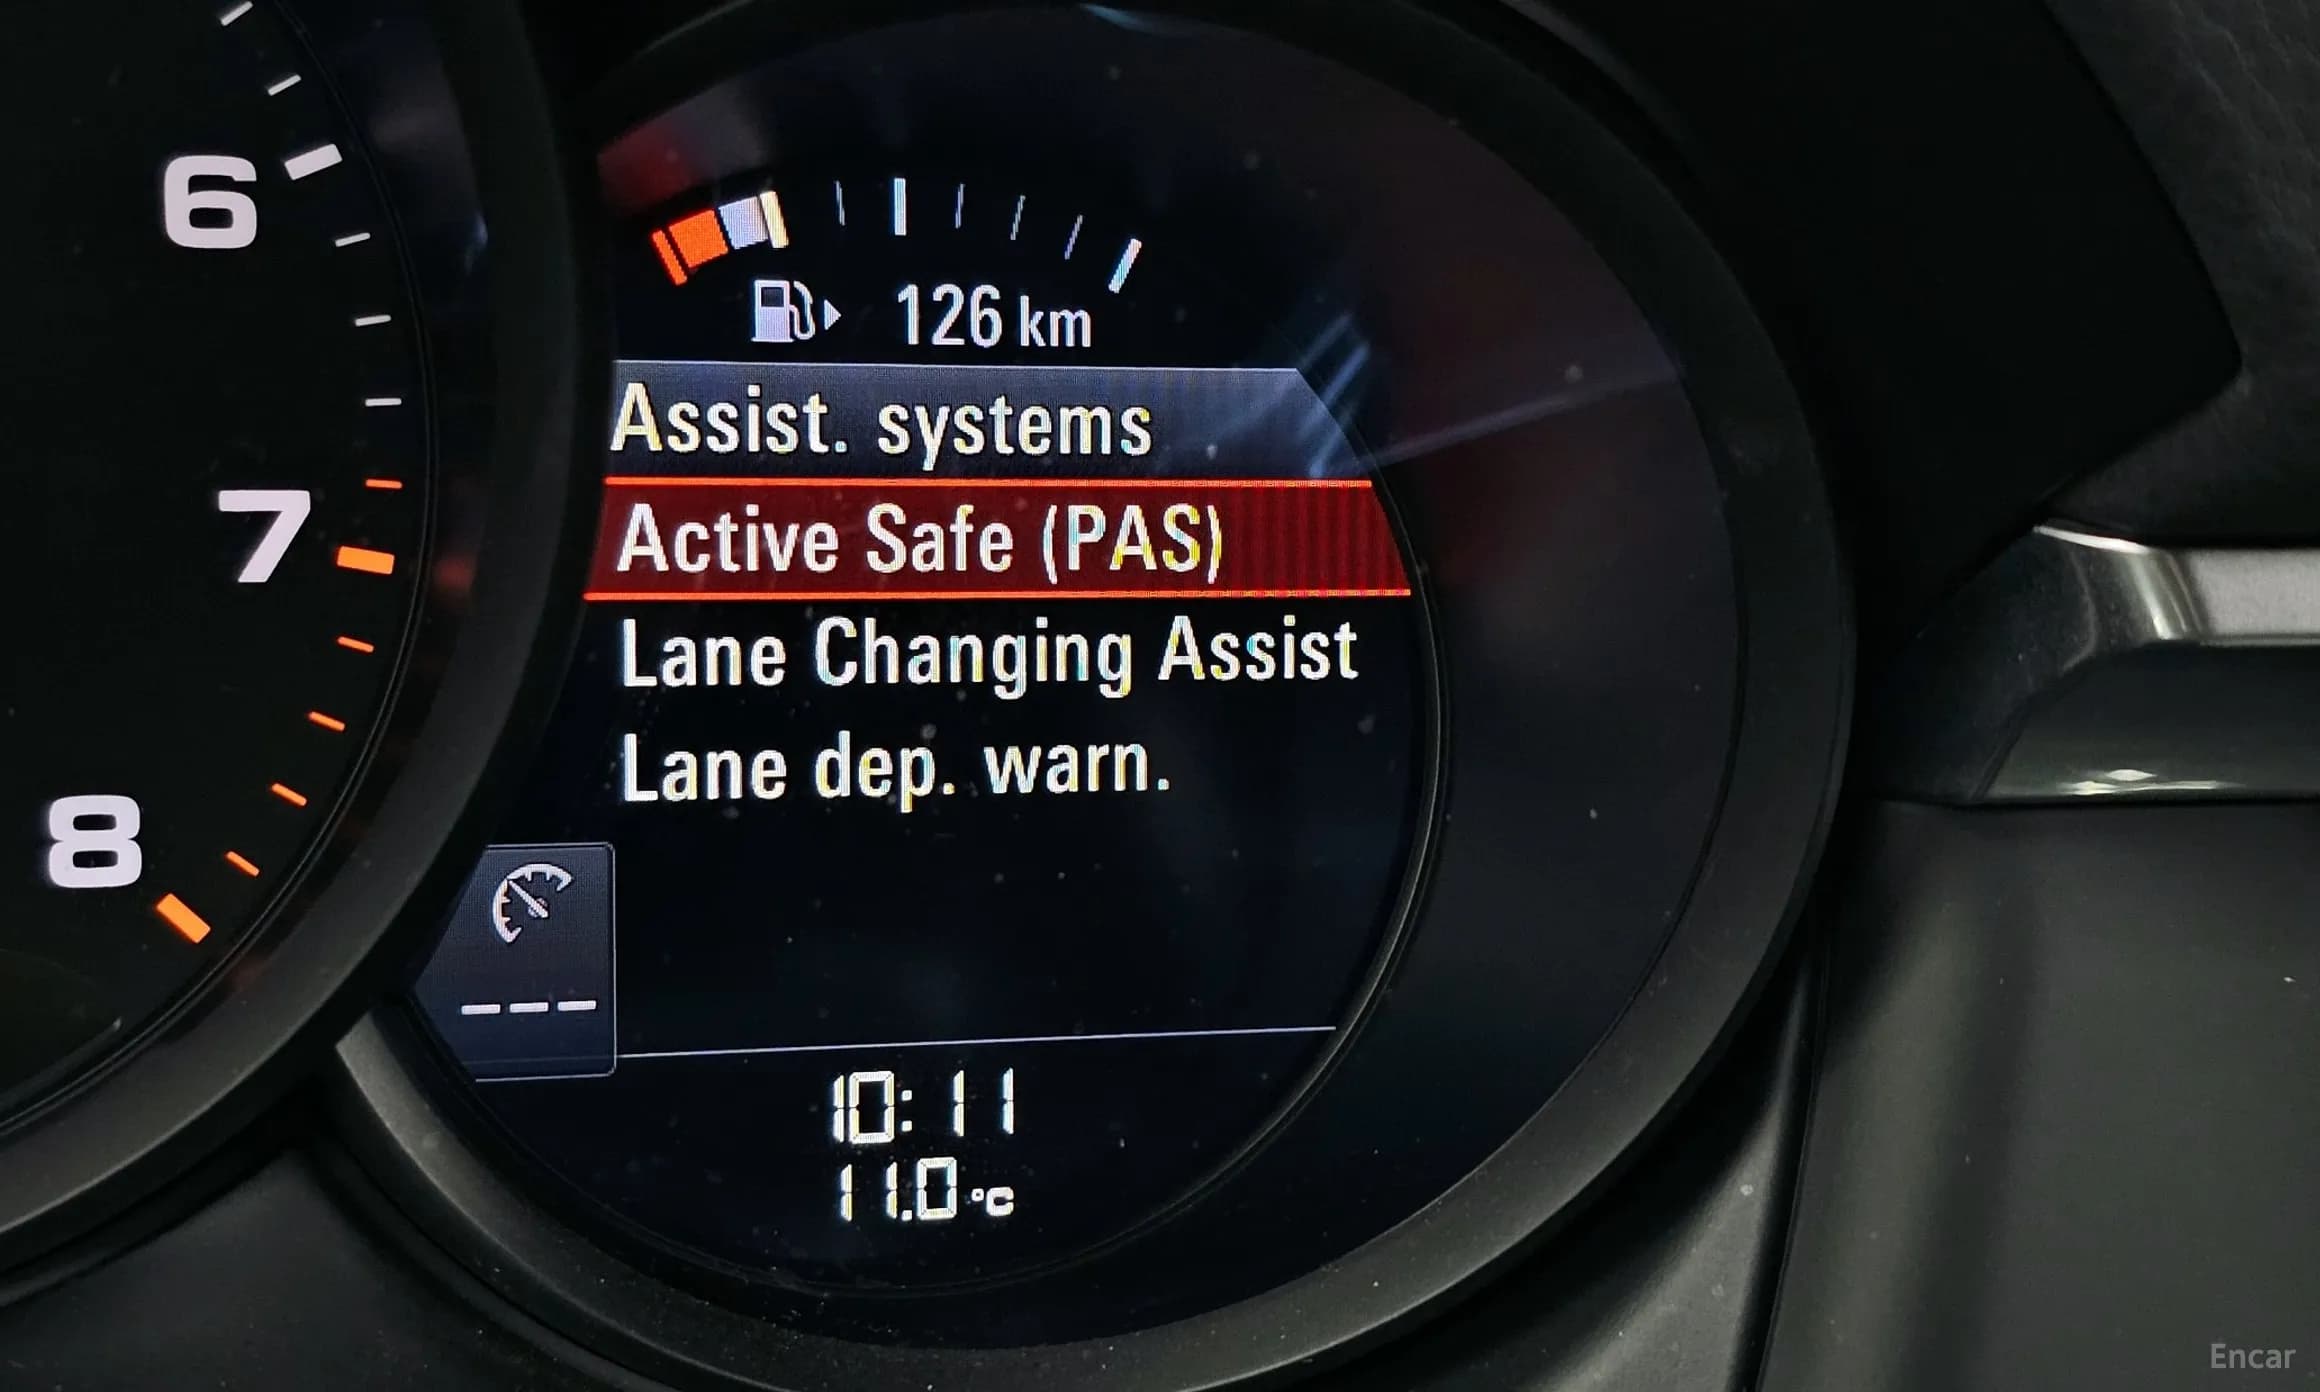 6
7
8
126 km
Assist. systems
Active Safe (PAS)
Lane Changing Assist
Lane dep. warn.
---
10:11
11.0 °C
Encar